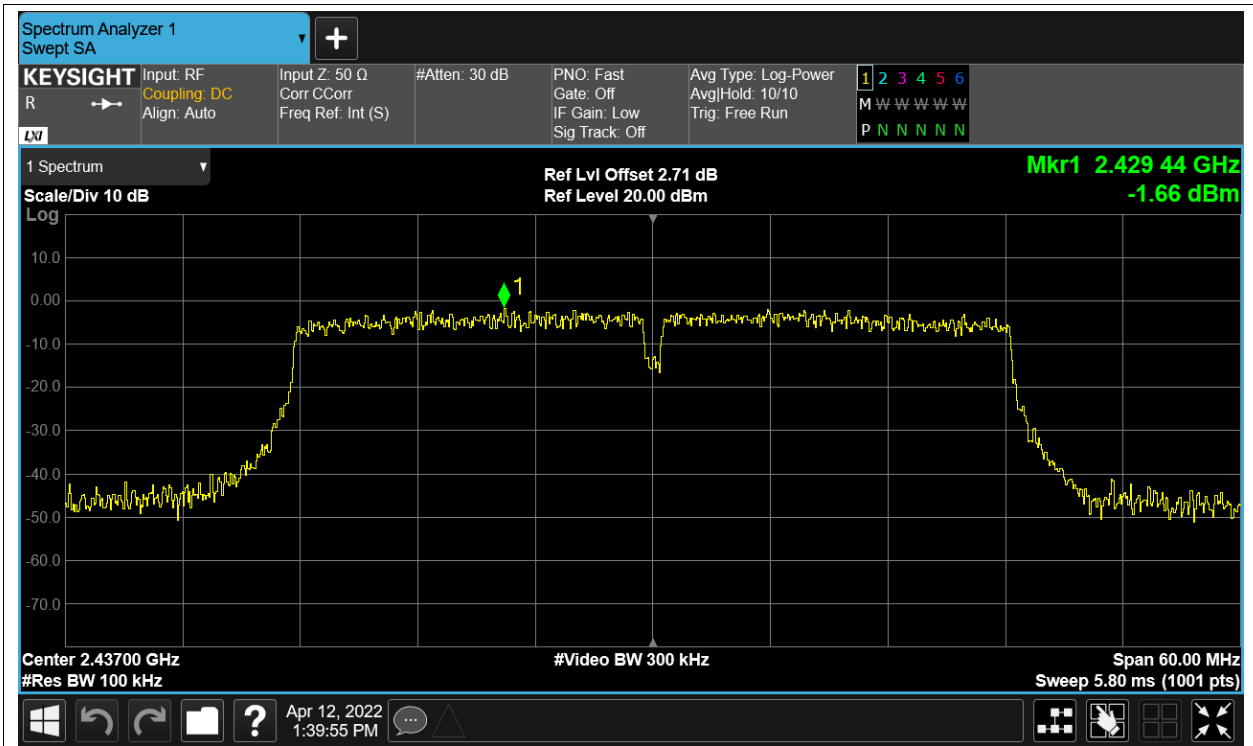 Spectrum Analyzer 1
Swept SA
+
KEYSIGHT
R
LXI
Input: RF
Coupling: DC
Align: Auto
Input Z: 50 Ω
Corr CCorr
Freq Ref: Int (S)
#Atten: 30 dB
PNO: Fast
Gate: Off
IF Gain: Low
Sig Track: Off
Avg Type: Log-Power
Avg|Hold: 10/10
Trig: Free Run
1 2 3 4 5 6
M W W W W W
P N N N N N
1 Spectrum
Scale/Div 10 dB
Log
Ref Lvl Offset 2.71 dB
Ref Level 20.00 dBm
Mkr1 2.429 44 GHz
-1.66 dBm
10.0
0.00
-10.0
-20.0
-30.0
-40.0
-50.0
-60.0
-70.0
1
Center 2.43700 GHz
#Res BW 100 kHz
#Video BW 300 kHz
Span 60.00 MHz
Sweep 5.80 ms (1001 pts)
?
Apr 12, 2022
1:39:55 PM